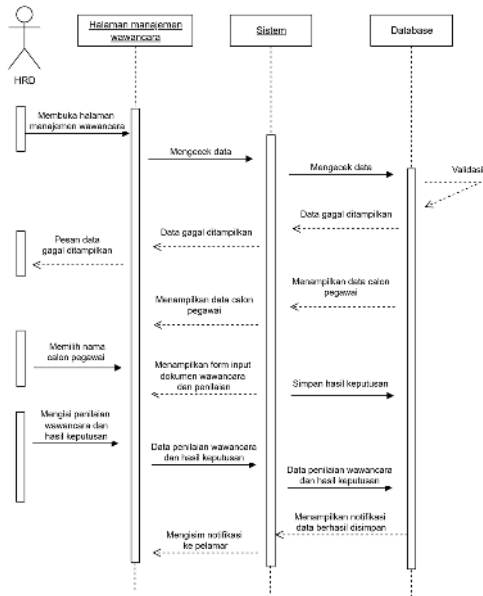 Halaman manajemen
wawancara
Sistem
Database
HRD
Membuka halaman
manajemen wawancara
Mengecek data
Mengecek data
Validasi
Data gagal ditampilkan
Data gagal ditampilkan
Pesan data
gagal ditampilkan
Menampilkan data calon
pegawai
Menampilkan data calon
pegawai
Memilih nama
calon pegawai
Menampilkan form input
dokumen wawancara
dan penilaian
Simpan hasil keputusan
Mengisi penilaian
wawancara dan
hasil keputusan
Data penilaian wawancara
dan hasil keputusan
Data penilaian wawancara
dan hasil keputusan
Menampilkan notifikasi
data berhasil disimpan
Mengisim notifikasi
ke pelamar